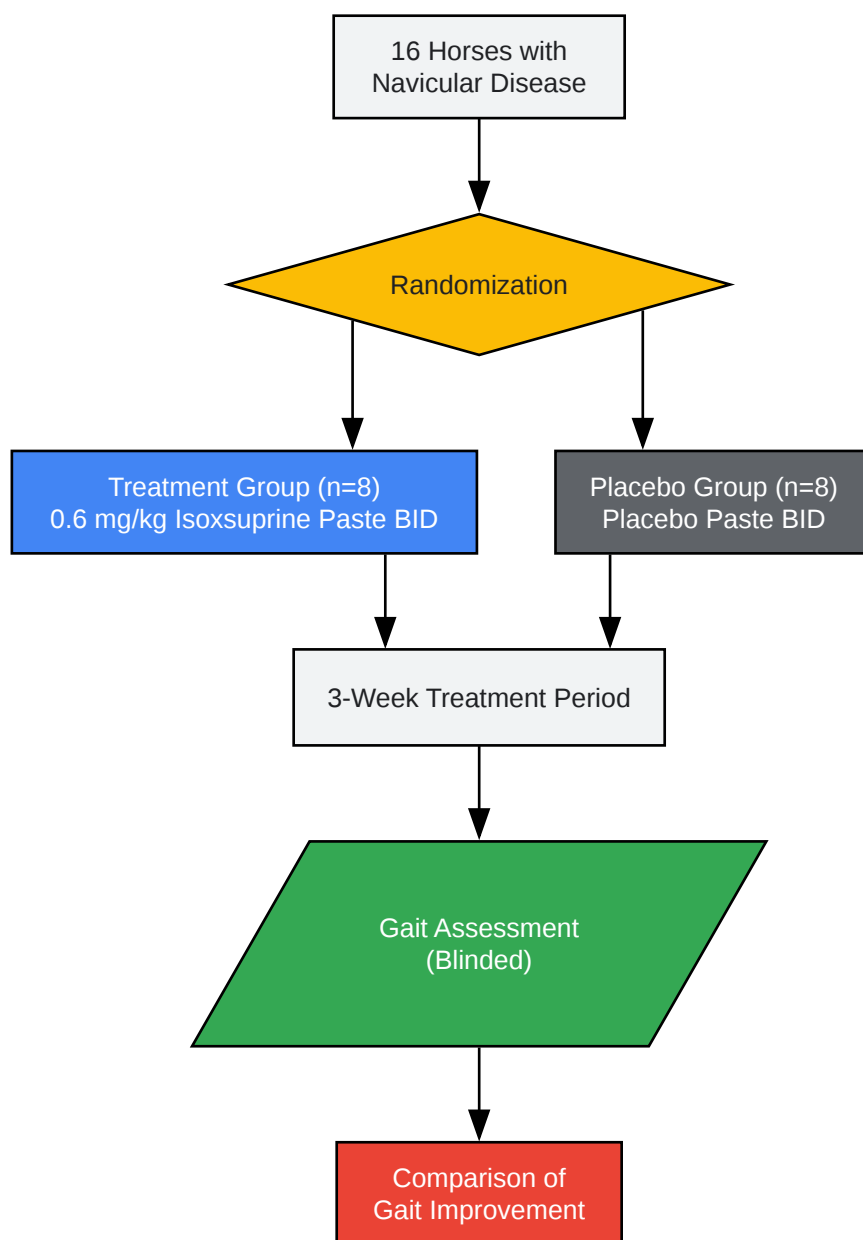 16 Horses with
Navicular Disease
Randomization
Treatment Group (n=8)
0.6 mg/kg Isoxsuprine Paste BID
Placebo Group (n=8)
Placebo Paste BID
3-Week Treatment Period
Gait Assessment
(Blinded)
Comparison of
Gait Improvement